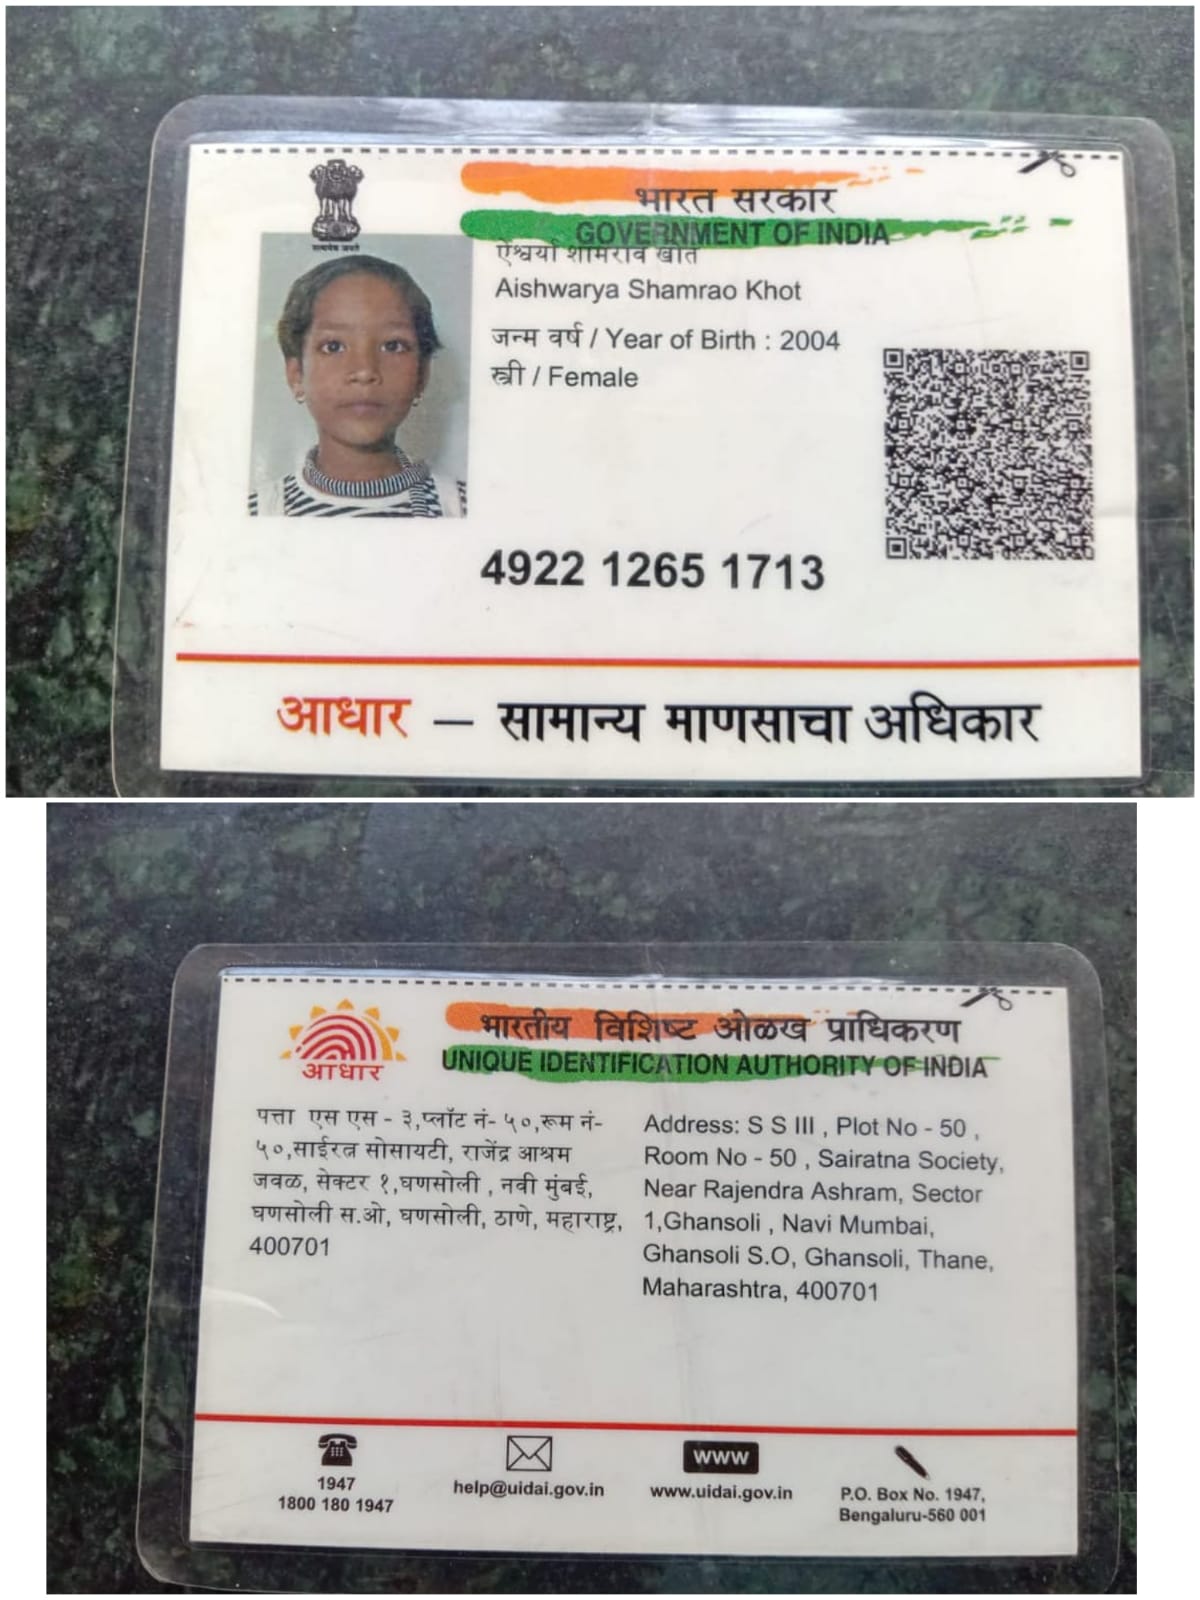 भारत सरकार
GOVERNMENT OF INDIA
सत्यमेव जयते
ऐश्वर्या शामराव खोत
Aishwarya Shamrao Khot
जन्म वर्ष / Year of Birth : 2004
स्त्री / Female
4922 1265 1713
आधार – सामान्य माणसाचा अधिकार
आधार
भारतीय विशिष्ट ओळख प्राधिकरण
UNIQUE IDENTIFICATION AUTHORITY OF INDIA
पत्ता एस एस - ३,प्लॉट नं- ५०,रूम नं-
५०,साईरत्न सोसायटी, राजेंद्र आश्रम
जवळ, सेक्टर १,घणसोली , नवी मुंबई,
घणसोली स.ओ, घणसोली, ठाणे, महाराष्ट्र,
400701
Address: S S III , Plot No - 50 ,
Room No - 50 , Sairatna Society,
Near Rajendra Ashram, Sector
1,Ghansoli , Navi Mumbai,
Ghansoli S.O, Ghansoli, Thane,
Maharashtra, 400701
1947
1800 180 1947
help@uidai.gov.in
www
www.uidai.gov.in
P.O. Box No. 1947,
Bengaluru-560 001